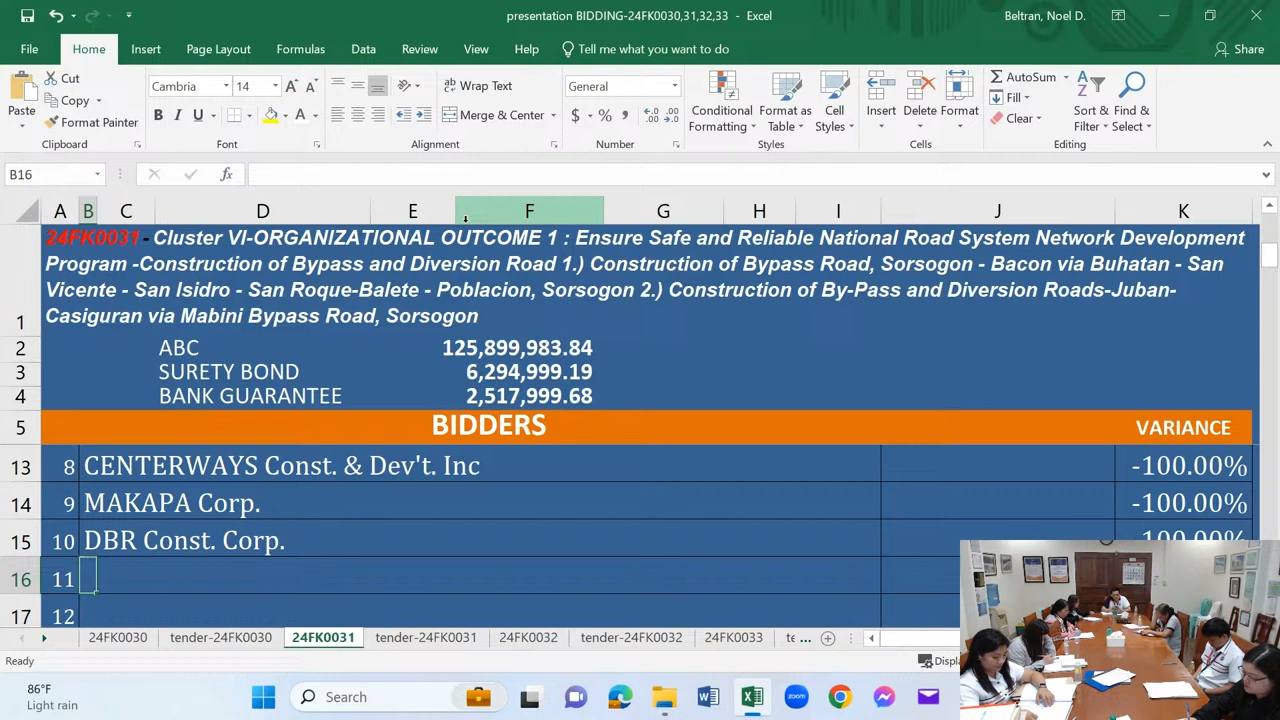 presentation BIDDING-24FK0030,31,32,33 - Excel
Beltran, Noel D.
File Home Insert Page Layout Formulas Data Review View Help Tell me what you want to do Share
Paste Cut Copy Format Painter Clipboard
Cambria 14 Font
Wrap Text Merge & Center Alignment
General Number
Conditional Formatting Format as Table Cell Styles Styles
Insert Delete Format Cells
AutoSum Fill Clear Sort & Filter Find & Select Editing
B16 fx
A B C D E F G H I J K
24FK0031- Cluster VI-ORGANIZATIONAL OUTCOME 1 : Ensure Safe and Reliable National Road System Network Development
Program -Construction of Bypass and Diversion Road 1.) Construction of Bypass Road, Sorsogon - Bacon via Buhatan - San
Vicente - San Isidro - San Roque-Balete - Poblacion, Sorsogon 2.) Construction of By-Pass and Diversion Roads-Juban-
1 Casiguran via Mabini Bypass Road, Sorsogon
2 ABC 125,899,983.84
3 SURETY BOND 6,294,999.19
4 BANK GUARANTEE 2,517,999.68
5 BIDDERS VARIANCE
13 8 CENTERWAYS Const. & Dev't. Inc -100.00%
14 9 MAKAPA Corp. -100.00%
15 10 DBR Const. Corp. -100.00%
16 11
17 12
24FK0030 tender-24FK0030 24FK0031 tender-24FK0031 24FK0032 tender-24FK0032 24FK0033 te ...
Ready
86°F
Light rain
Search